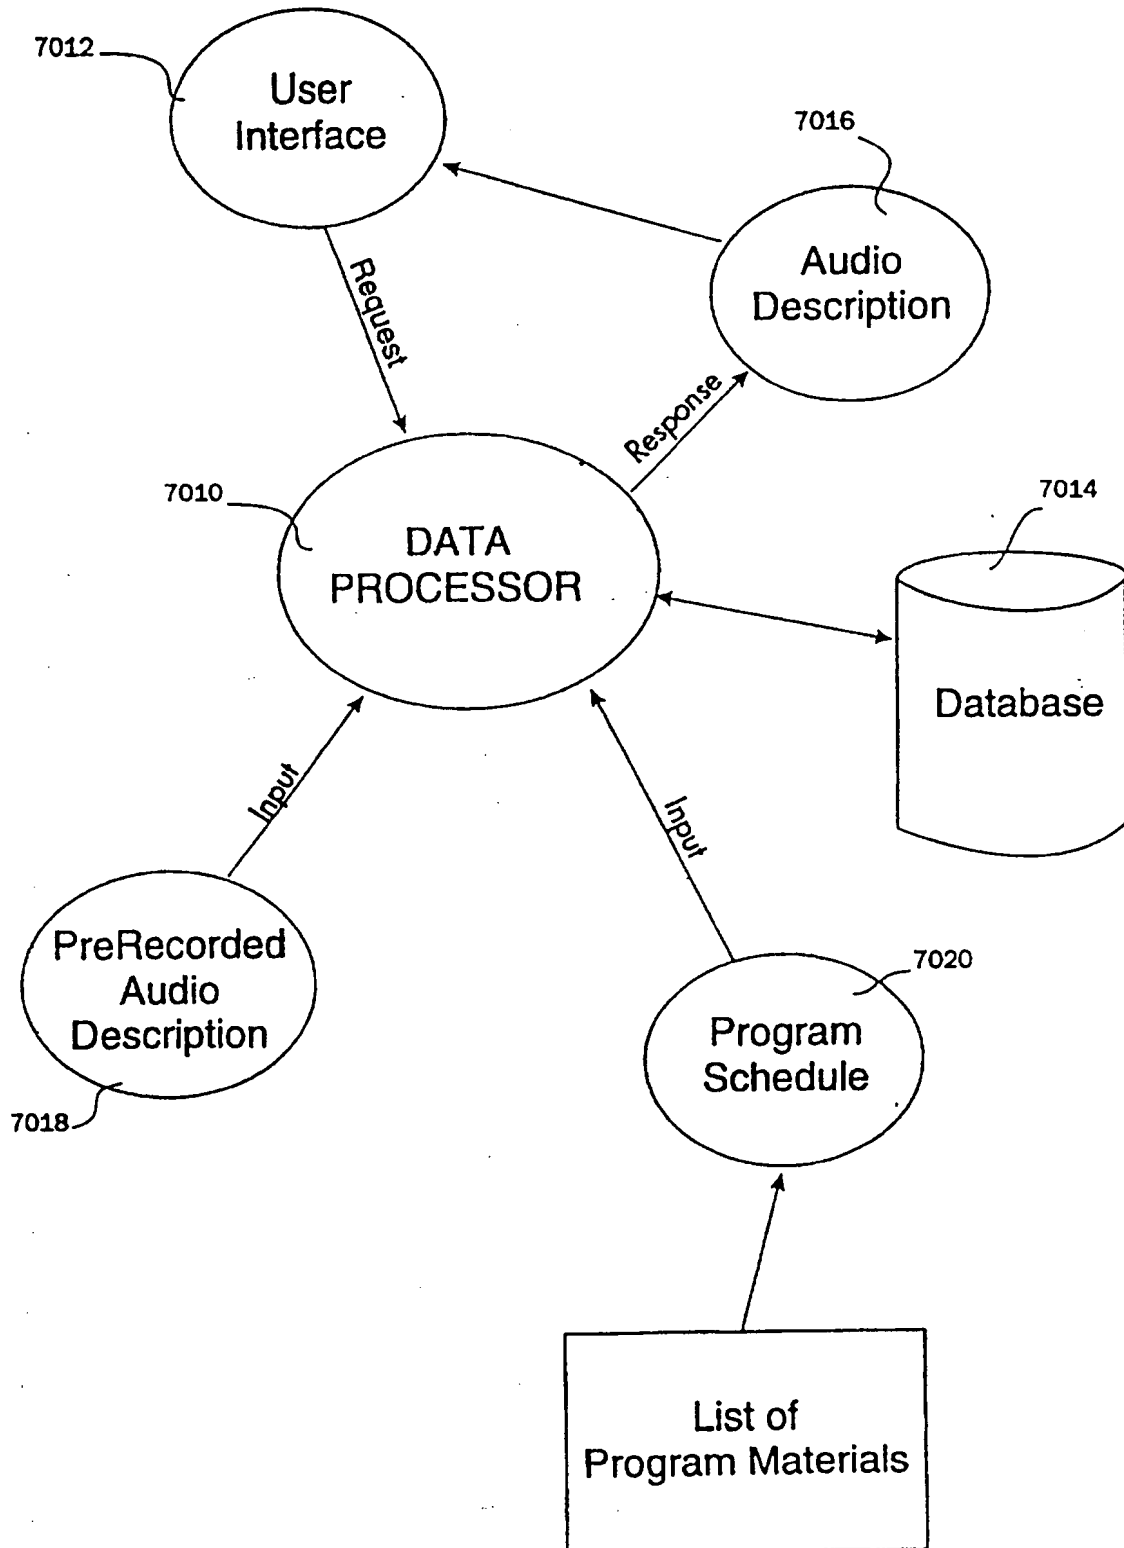 7012
User
Interface
7016
Audio
Description
Request
Response
7010
DATA
PROCESSOR
7014
Database
Input
Input
PreRecorded
Audio
Description
7018
7020
Program
Schedule
List of
Program Materials